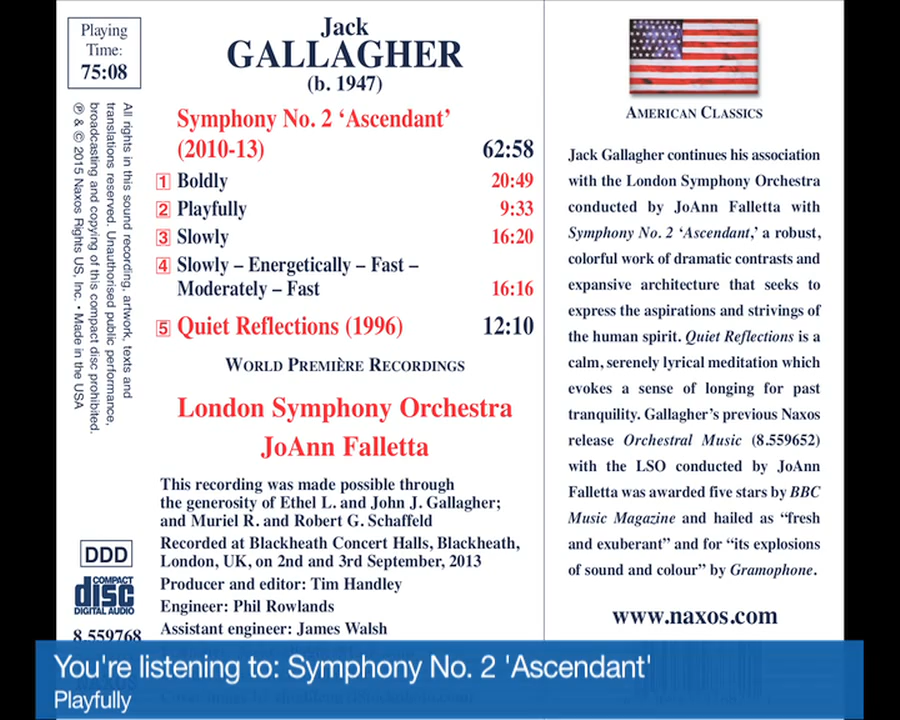 Playing
Time:
75:08
All rights in this sound recording, artwork, texts and
translations reserved. Unauthorised public performance,
broadcasting and copying of this compact disc prohibited.
℗ & © 2015 Naxos Rights US, Inc. • Made in the USA
Jack
GALLAGHER
(b. 1947)
Symphony No. 2 ‘Ascendant’
(2010-13) 62:58
1 Boldly 20:49
2 Playfully 9:33
3 Slowly 16:20
4 Slowly – Energetically – Fast –
Moderately – Fast 16:16
5 Quiet Reflections (1996) 12:10
WORLD PREMIÈRE RECORDINGS
London Symphony Orchestra
JoAnn Falletta
This recording was made possible through
the generosity of Ethel L. and John J. Gallagher;
and Muriel R. and Robert G. Schaffeld
Recorded at Blackheath Concert Halls, Blackheath,
London, UK, on 2nd and 3rd September, 2013
Producer and editor: Tim Handley
Engineer: Phil Rowlands
Assistant engineer: James Walsh
DDD
COMPACT
disc
DIGITAL AUDIO
8.559768
AMERICAN CLASSICS
Jack Gallagher continues his association
with the London Symphony Orchestra
conducted by JoAnn Falletta with
Symphony No. 2 ‘Ascendant,’ a robust,
colorful work of dramatic contrasts and
expansive architecture that seeks to
express the aspirations and strivings of
the human spirit. Quiet Reflections is a
calm, serenely lyrical meditation which
evokes a sense of longing for past
tranquility. Gallagher’s previous Naxos
release Orchestral Music (8.559652)
with the LSO conducted by JoAnn
Falletta was awarded five stars by BBC
Music Magazine and hailed as “fresh
and exuberant” and for “its explosions
of sound and colour” by Gramophone.
www.naxos.com
You're listening to: Symphony No. 2 'Ascendant'
Playfully